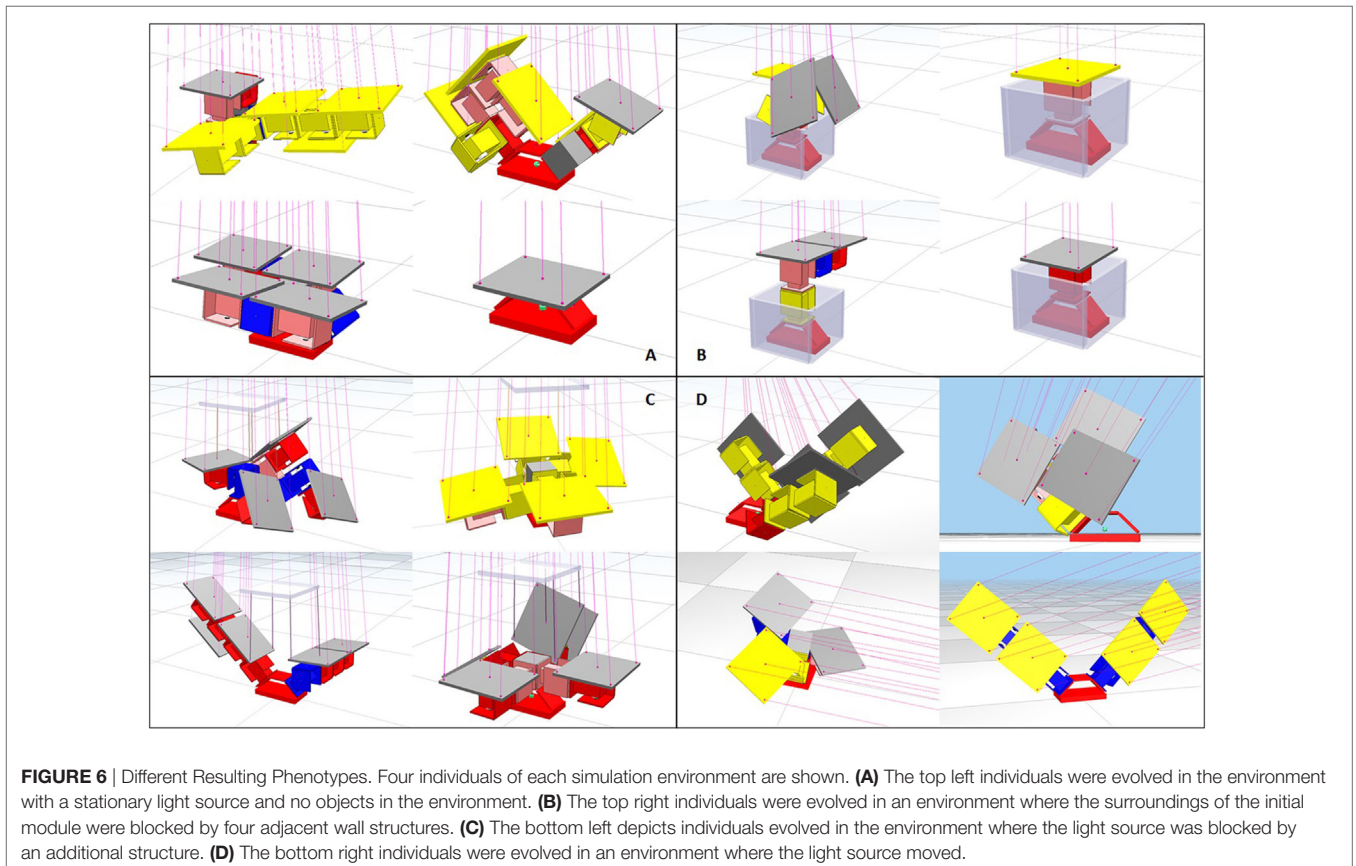 A
B
C
D
FIGURE 6 | Different Resulting Phenotypes. Four individuals of each simulation environment are shown. (A) The top left individuals were evolved in the environment
with a stationary light source and no objects in the environment. (B) The top right individuals were evolved in an environment where the surroundings of the initial
module were blocked by four adjacent wall structures. (C) The bottom left depicts individuals evolved in the environment where the light source was blocked by
an additional structure. (D) The bottom right individuals were evolved in an environment where the light source moved.